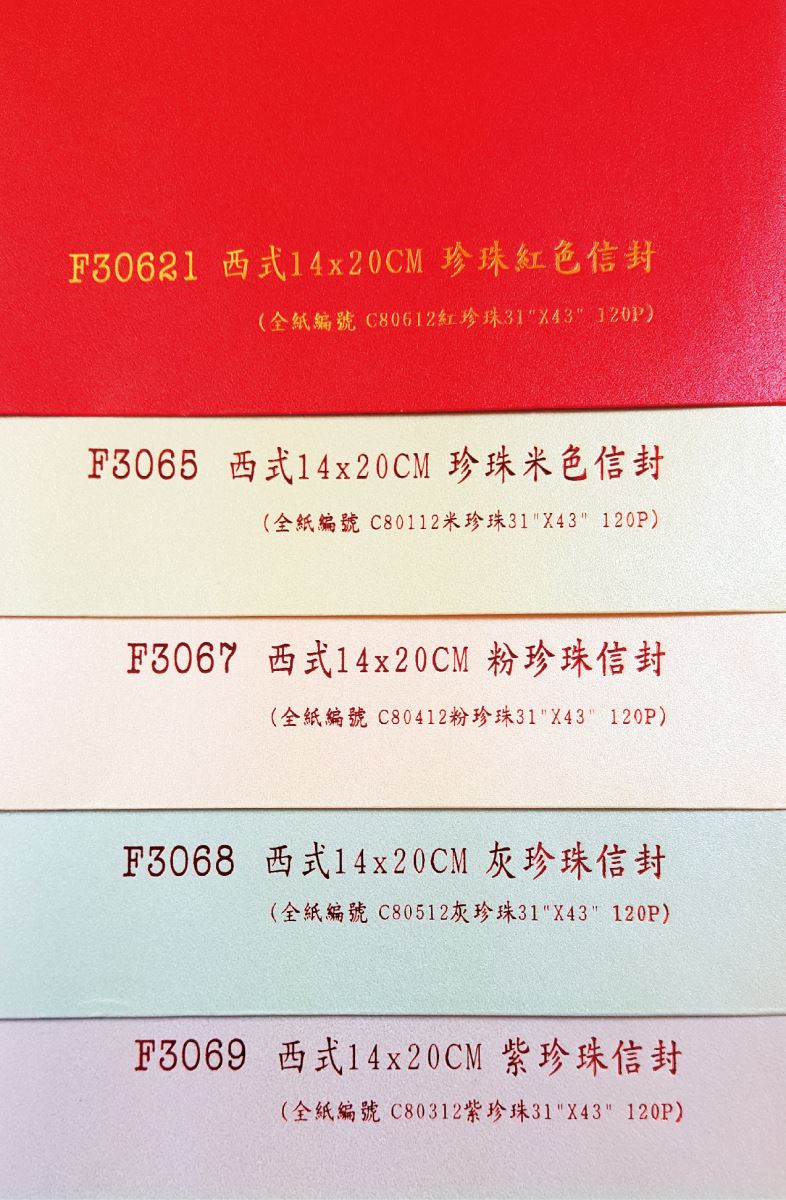 F30621 西式14x20CM 珍珠紅色信封
(全紙編號 C80612紅珍珠31"X43" 120P)
F3065 西式14x20CM 珍珠米色信封
(全紙編號 C80112米珍珠31"X43" 120P)
F3067 西式14x20CM 粉珍珠信封
(全紙編號 C80412粉珍珠31"X43" 120P)
F3068 西式14x20CM 灰珍珠信封
(全紙編號 C80512灰珍珠31"X43" 120P)
F3069 西式14x20CM 紫珍珠信封
(全紙編號 C80312紫珍珠31"X43" 120P)